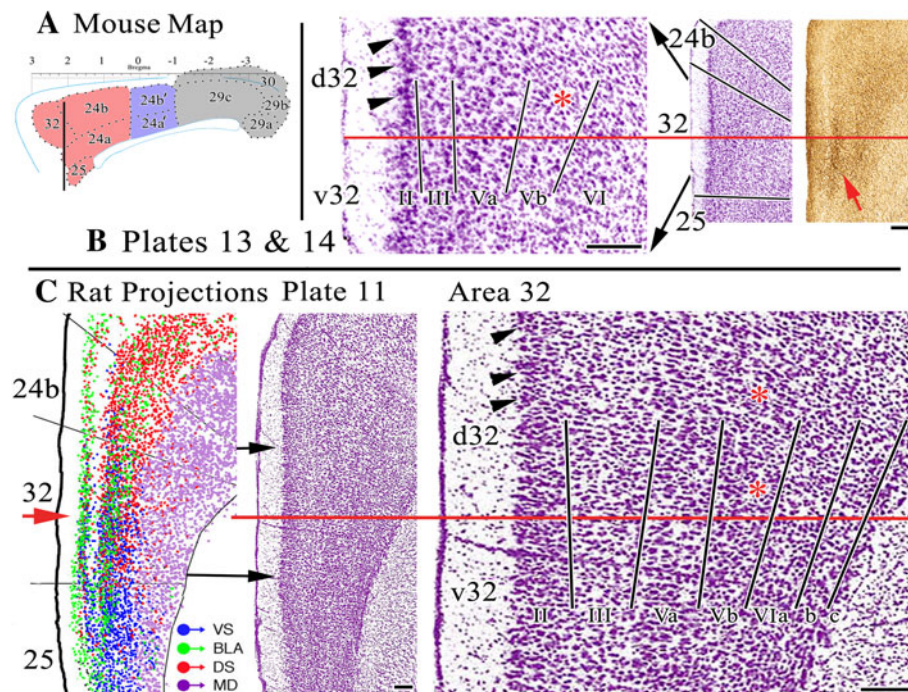 A Mouse Map
3 2 1 0 -1 -2 -3
Bregma
32 24b 24a 25 24b' 24a' 29c 30 29b 29a
d32
v32
II III Va Vb VI
*
24b
32
25
B Plates 13 & 14
C Rat Projections Plate 11 Area 32
24b
32
25
VS
BLA
DS
MD
d32
v32
*
*
II III Va Vb VIa b c